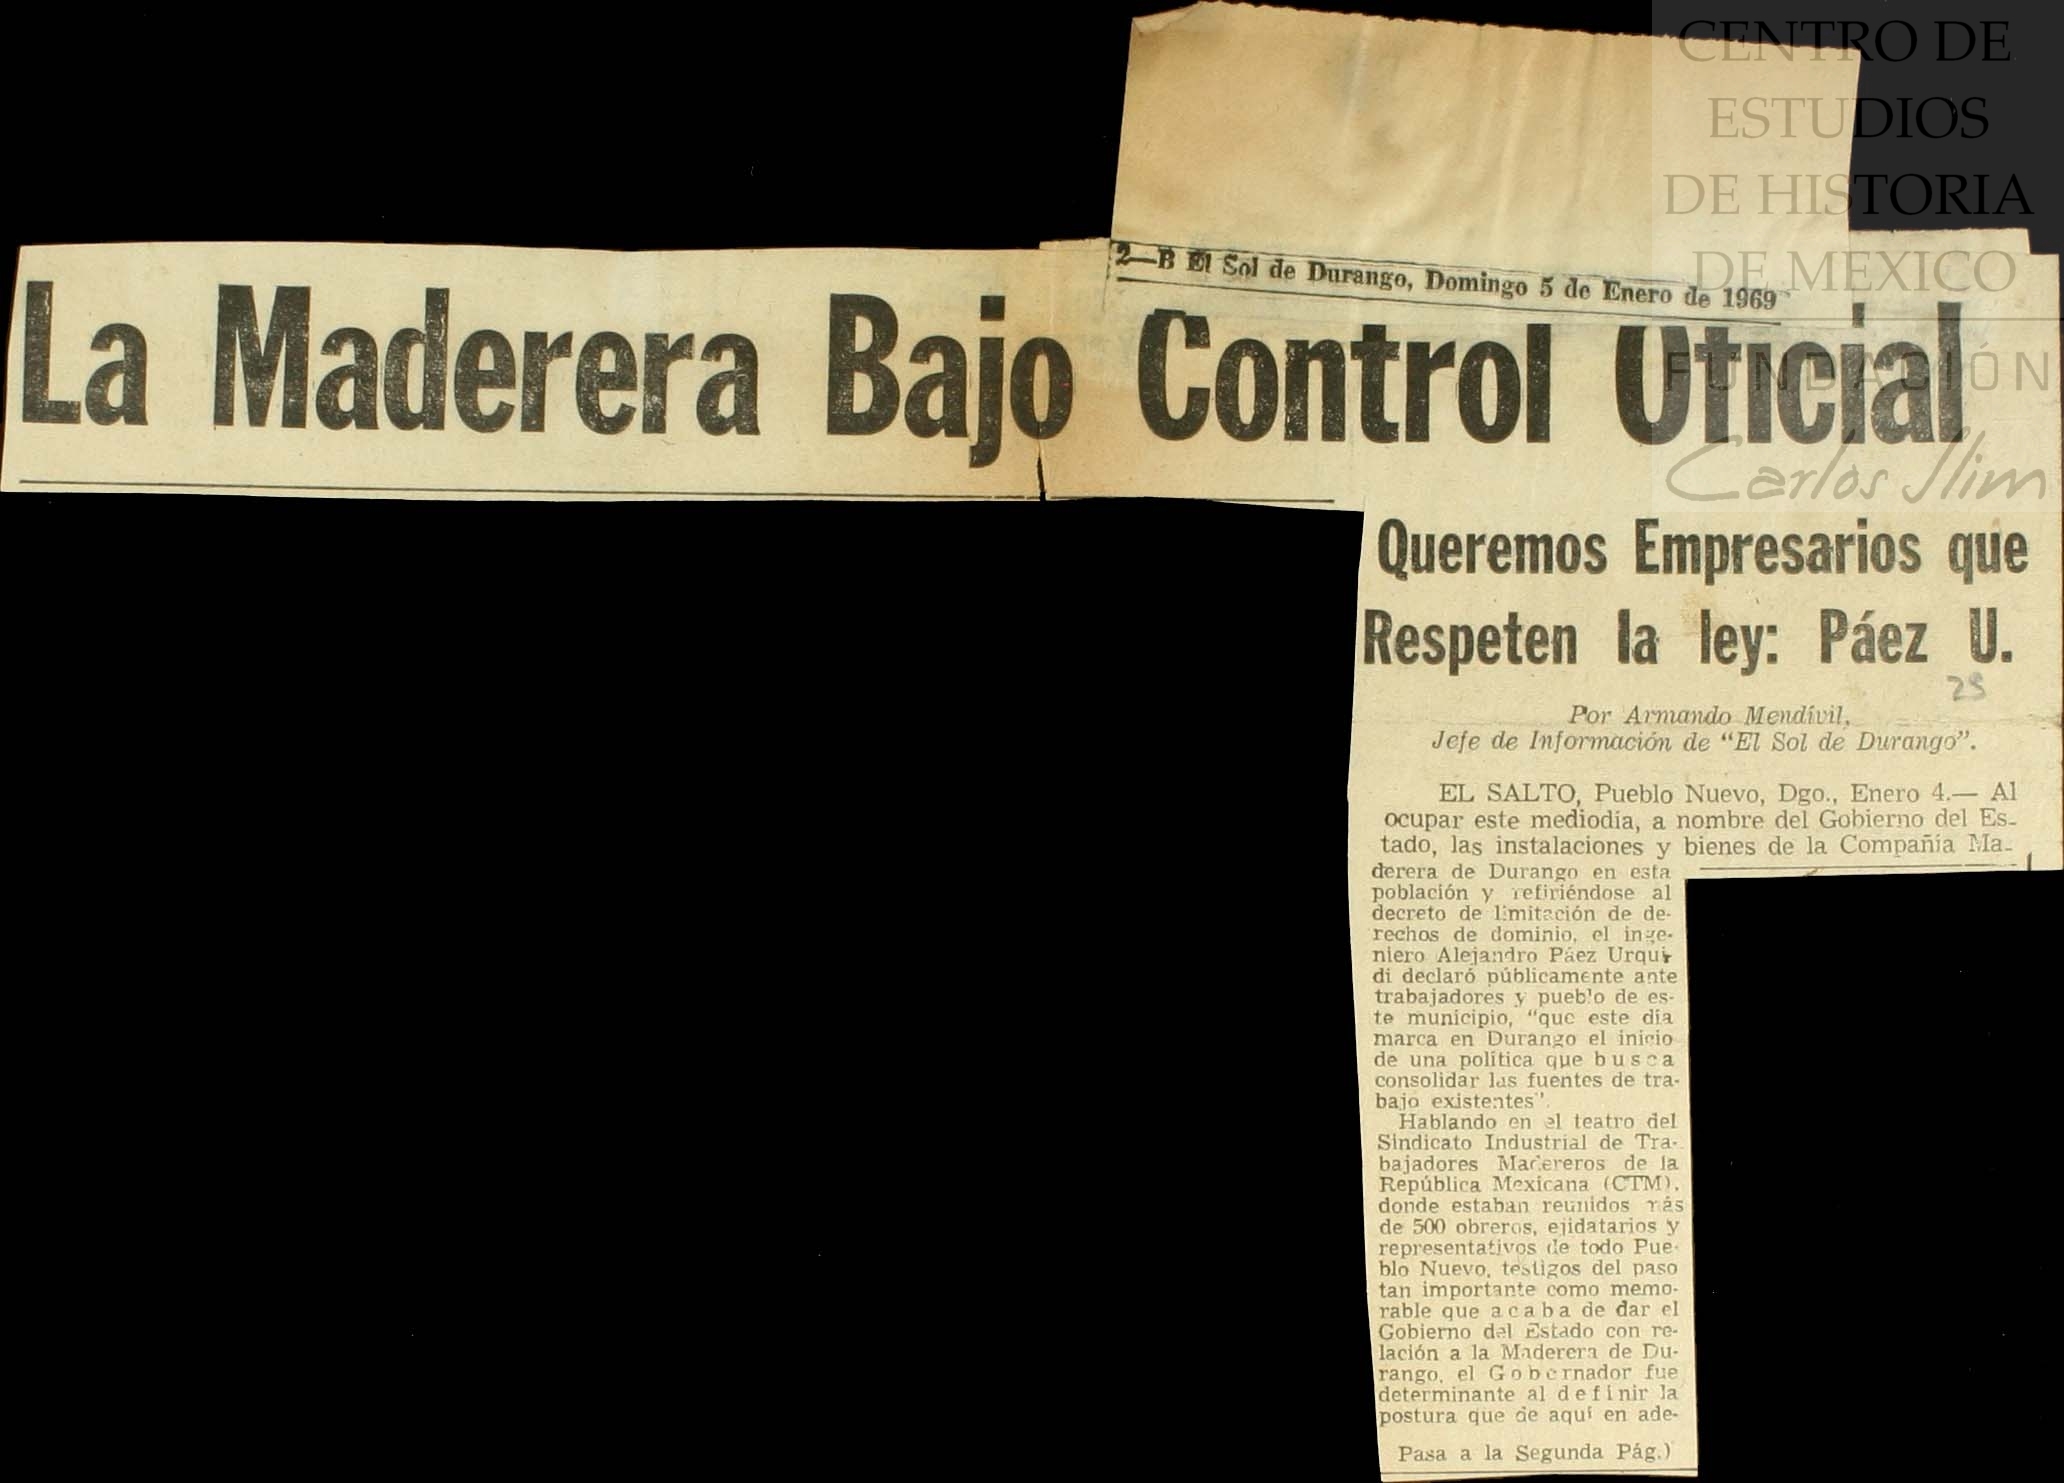 CENTRO DE
ESTUDIOS
DE HISTORIA
DE MEXICO
FUNDACIÓN
Carlos Slim
2—B El Sol de Durango, Domingo 5 de Enero de 1969
La Maderera Bajo Control Oficial
Queremos Empresarios que
Respeten la ley: Páez U.
29
Por Armando Mendívil,
Jefe de Información de “El Sol de Durango”.
EL SALTO, Pueblo Nuevo, Dgo., Enero 4.— Al
ocupar este mediodía, a nombre del Gobierno del Es-
tado, las instalaciones y bienes de la Compañía Ma-
derera de Durango en esta
población y refiriéndose al
decreto de limitación de de-
rechos de dominio, el inge-
niero Alejandro Páez Urqui-
di declaró públicamente ante
trabajadores y pueblo de es-
te municipio, “que este día
marca en Durango el inicio
de una política que busca
consolidar las fuentes de tra-
bajo existentes”.
Hablando en el teatro del
Sindicato Industrial de Tra-
bajadores Madereros de la
República Mexicana (CTM),
donde estaban reunidos más
de 500 obreros, ejidatarios y
representativos de todo Pue-
blo Nuevo, testigos del paso
tan importante como memo-
rable que acaba de dar el
Gobierno del Estado con re-
lación a la Maderera de Du-
rango, el Gobernador fue
determinante al definir la
postura que de aquí en ade-
Pasa a la Segunda Pág.)